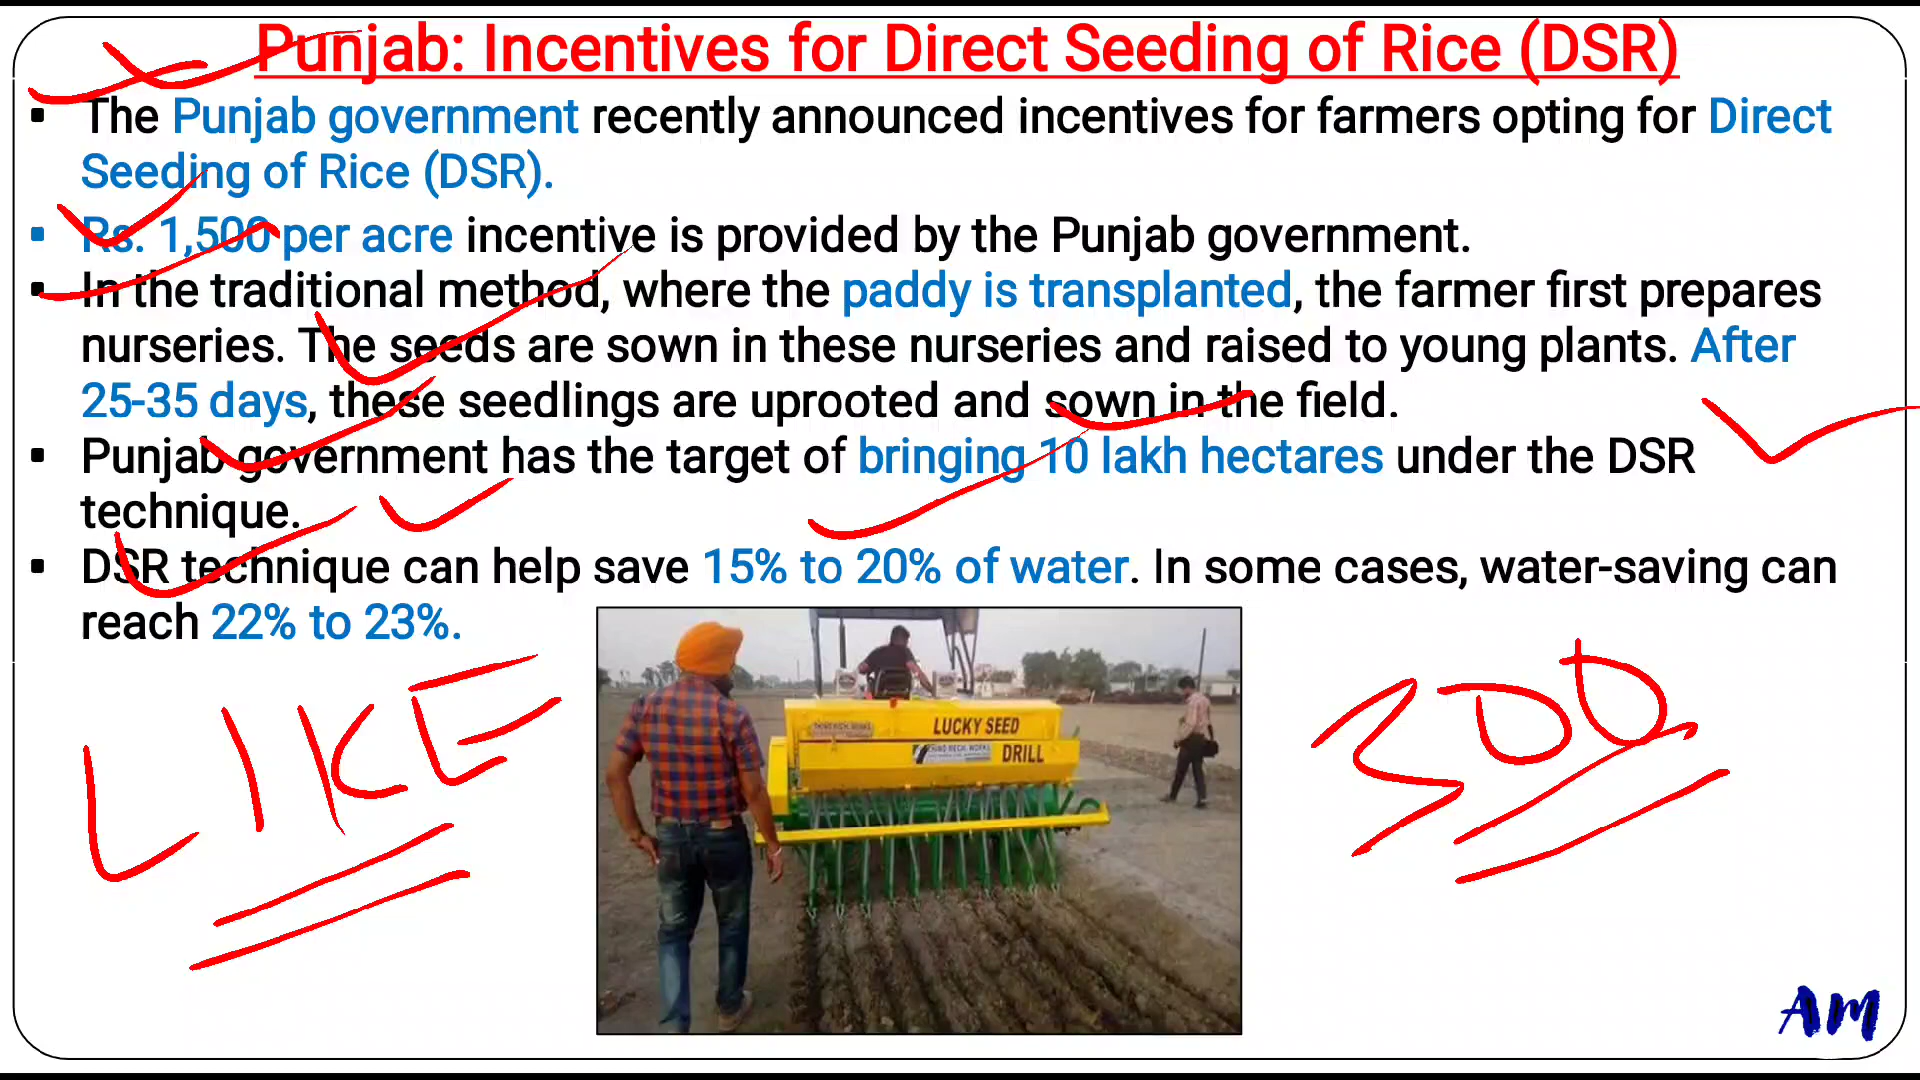 Punjab: Incentives for Direct Seeding of Rice (DSR)
▪ The Punjab government recently announced incentives for farmers opting for Direct
Seeding of Rice (DSR).
▪ Rs. 1,500 per acre incentive is provided by the Punjab government.
▪ In the traditional method, where the paddy is transplanted, the farmer first prepares
nurseries. The seeds are sown in these nurseries and raised to young plants. After
25-35 days, these seedlings are uprooted and sown in the field.
▪ Punjab government has the target of bringing 10 lakh hectares under the DSR
technique.
▪ DSR technique can help save 15% to 20% of water. In some cases, water-saving can
reach 22% to 23%.
LIKE
300
LUCKY SEED
DRILL
AM